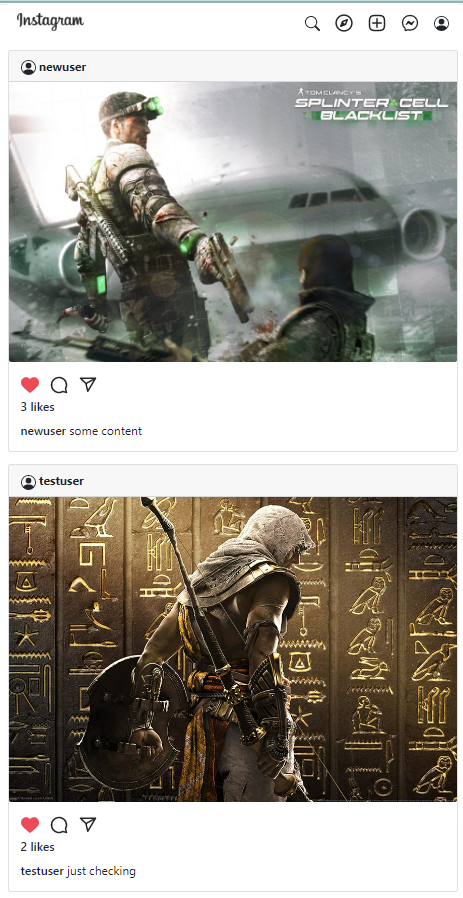 Instagram
newuser
TOM CLANCY'S
SPLINTER CELL
BLACKLIST
3 likes
newuser some content
testuser
2 likes
testuser just checking